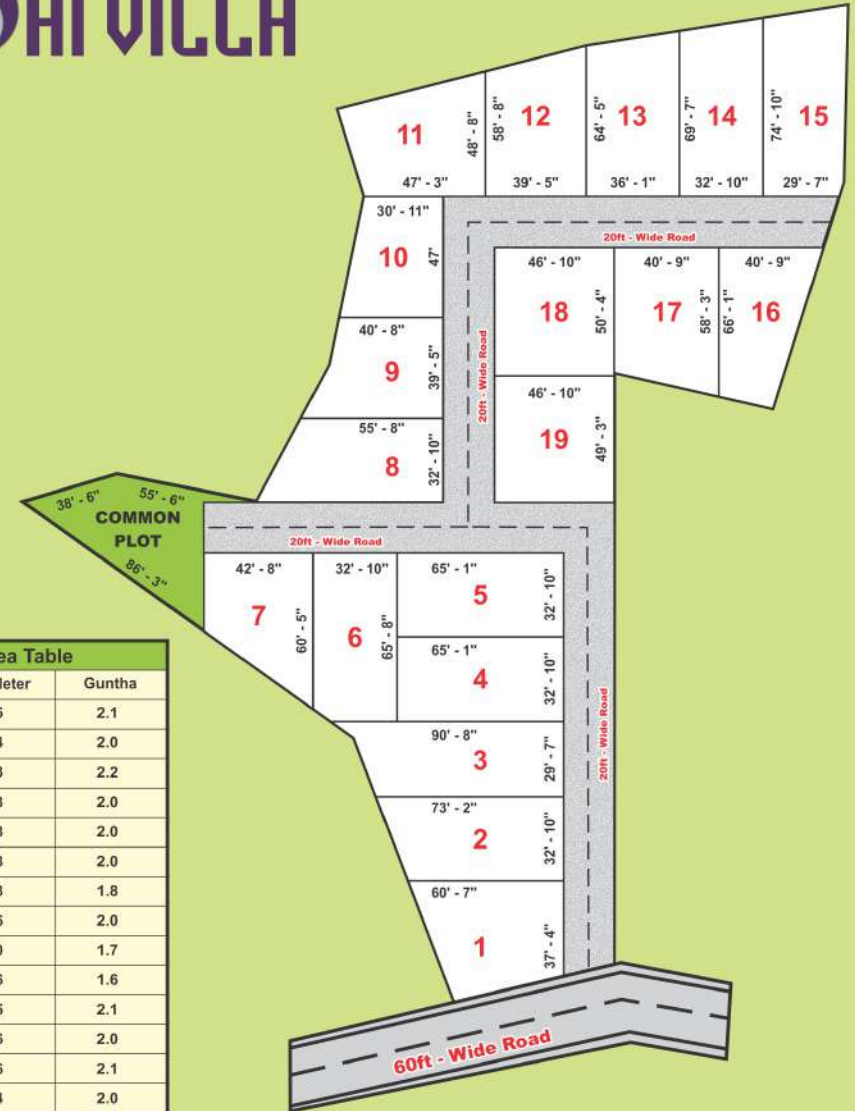 VILLA
11
48' - 8"
47' - 3"
58' - 8"
12
39' - 5"
64' - 5"
13
36' - 1"
69' - 7"
14
32' - 10"
74' - 10"
15
29' - 7"
20ft - Wide Road
30' - 11"
10
47'
40' - 8"
9
39' - 5"
55' - 8"
8
32' - 10"
20ft - Wide Road
46' - 10"
18
50' - 4"
40' - 9"
17
58' - 3"
40' - 9"
66' - 1"
16
46' - 10"
19
49' - 3"
38' - 6"
55' - 6"
COMMON
PLOT
86' - 3"
20ft - Wide Road
42' - 8"
7
60' - 5"
32' - 10"
6
65' - 8"
65' - 1"
5
32' - 10"
65' - 1"
4
32' - 10"
90' - 8"
3
29' - 7"
73' - 2"
2
32' - 10"
60' - 7"
1
37' - 4"
20ft - Wide Road
60ft - Wide Road
Table
Guntha
2.1
2.0
2.2
2.0
2.0
2.0
1.8
2.0
1.7
1.6
2.1
2.0
2.1
2.0